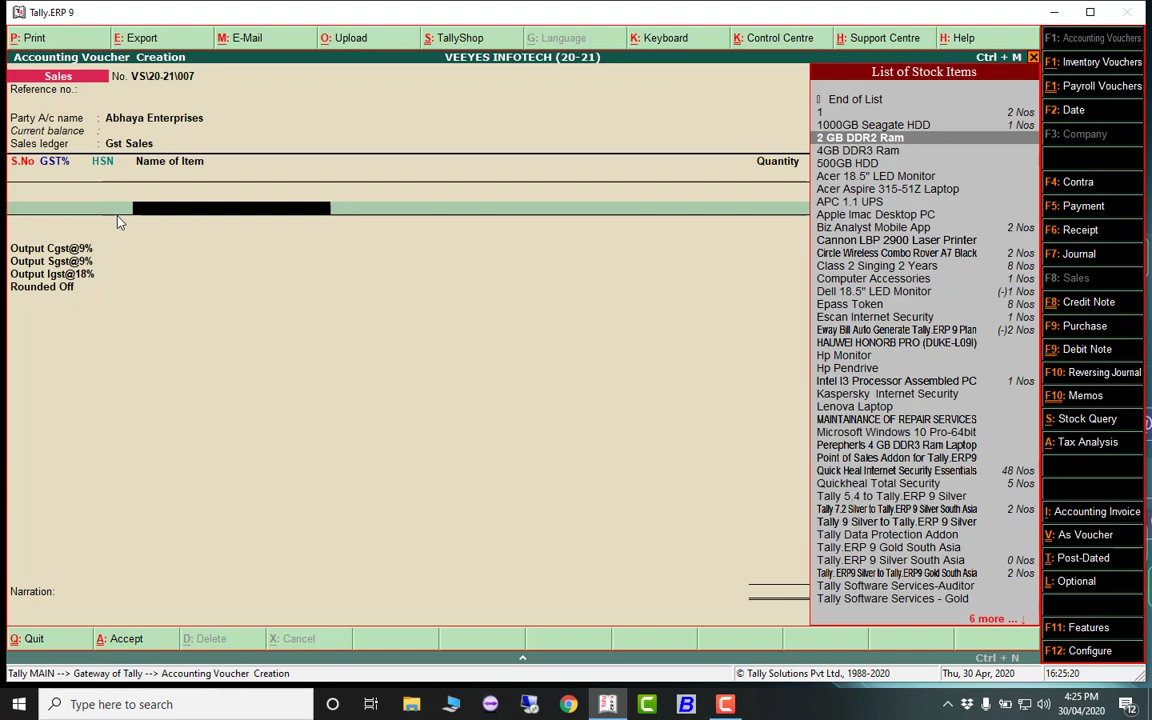 Tally.ERP 9
P: Print
E: Export
M: E-Mail
O: Upload
S: TallyShop
G: Language
K: Keyboard
K: Control Centre
H: Support Centre
H: Help
Accounting Voucher Creation
VEEYES INFOTECH (20-21)
Ctrl + M
Sales
No. VS\20-21\007
Reference no.:
Party A/c name : Abhaya Enterprises
Current balance :
Sales ledger : Gst Sales
S.No GST% HSN Name of Item Quantity
Output Cgst@9%
Output Sgst@9%
Output Igst@18%
Rounded Off
Narration:
List of Stock Items
End of List
1 2 Nos
1000GB Seagate HDD 1 Nos
2 GB DDR2 Ram
4GB DDR3 Ram
500GB HDD
Acer 18.5" LED Monitor
Acer Aspire 315-51Z Laptop
APC 1.1 UPS
Apple Imac Desktop PC
Biz Analyst Mobile App 2 Nos
Cannon LBP 2900 Laser Printer
Circle Wireless Combo Rover A7 Black 2 Nos
Class 2 Singing 2 Years 8 Nos
Computer Accessories 1 Nos
Dell 18.5" LED Monitor (-)1 Nos
Epass Token 8 Nos
Escan Internet Security 1 Nos
Eway Bill Auto Generate Tally.ERP 9 Plan (-)2 Nos
HAUWEI HONOR8 PRO (DUKE-L09I)
Hp Monitor
Hp Pendrive
Intel I3 Processor Assembled PC 1 Nos
Kaspersky Internet Security
Lenova Laptop
MAINTAINANCE OF REPAIR SERVICES
Microsoft Windows 10 Pro-64bit
Perepherls 4 GB DDR3 Ram Laptop
Point of Sales Addon for Tally.ERP9
Quick Heal Internet Security Essentials 48 Nos
Quickheal Total Security 5 Nos
Tally 5.4 to Tally.ERP 9 Silver
Tally 7.2 Silver to Tally.ERP 9 Silver South Asia 2 Nos
Tally 9 Silver to Tally.ERP 9 Silver
Tally Data Protection Addon
Tally.ERP 9 Gold South Asia
Tally.ERP 9 Silver South Asia 0 Nos
Tally. ERP9 Silver to Tally.ERP9 Gold South Asia 2 Nos
Tally Software Services-Auditor
Tally Software Services - Gold
6 more ... ↓
F1: Accounting Vouchers
F1: Inventory Vouchers
F1: Payroll Vouchers
F2: Date
F3: Company
F4: Contra
F5: Payment
F6: Receipt
F7: Journal
F8: Sales
F8: Credit Note
F9: Purchase
F9: Debit Note
F10: Reversing Journal
F10: Memos
S: Stock Query
A: Tax Analysis
I: Accounting Invoice
V: As Voucher
T: Post-Dated
L: Optional
F11: Features
F12: Configure
Q: Quit
A: Accept
D: Delete
X: Cancel
Ctrl + N
Tally MAIN --> Gateway of Tally --> Accounting Voucher Creation
© Tally Solutions Pvt Ltd., 1988-2020
Thu, 30 Apr, 2020
16:25:20
Type here to search
4:25 PM
30/04/2020
12